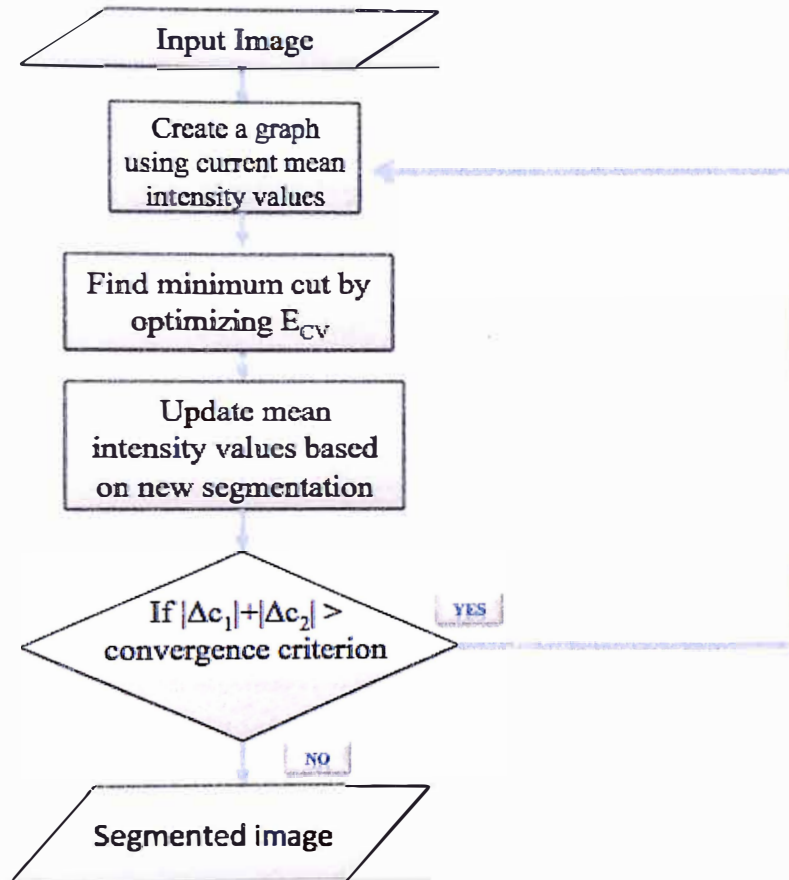 Input Image
Create a graph
using current mean
intensity values
Find minimum cut by
optimizing E_CV
Update mean
intensity values based
on new segmentation
If |Δc₁|+|Δc₂| >
convergence criterion
YES
NO
Segmented image